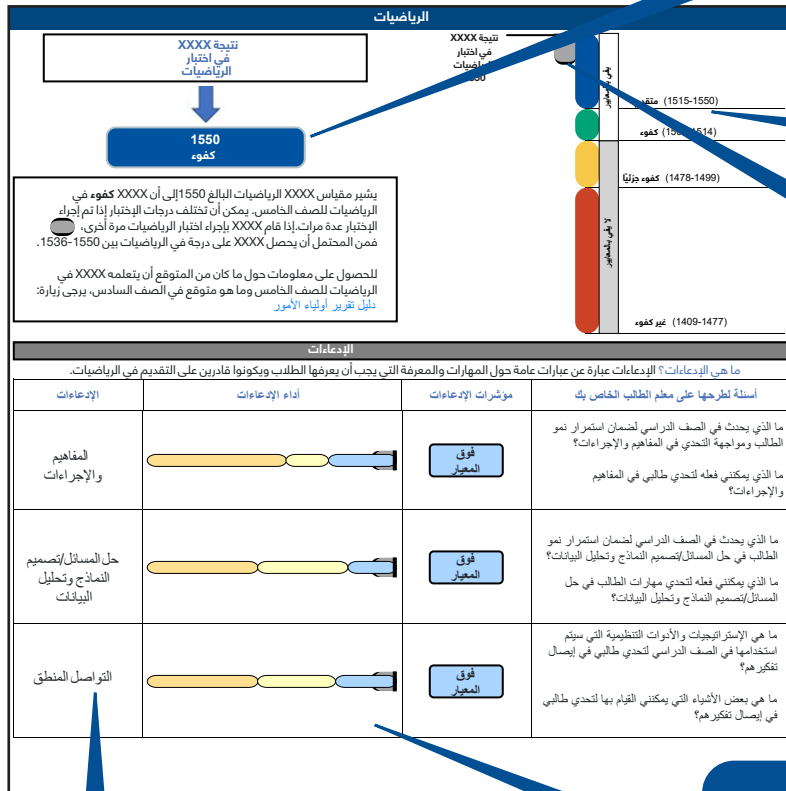 الرياضيات
نتيجة XXXX
في اختبار
الرياضيات
1550
كفوء
يشير مقياس XXXX الرياضيات البالغ 1550إلى أن XXXX كفوء في
الرياضيات للصف الخامس. يمكن أن تختلف درجات الإختبار إذا تم إجراء
الإختبار عدة مرات.إذا قام XXXX بإجراء اختبار الرياضيات مرة أخرى،
فمن المحتمل أن يحصل XXXX على درجة في الرياضيات بين 1550-1536.
للحصول على معلومات حول ما كان من المتوقع أن يتعلمه XXXX في
الرياضيات للصف الخامس وما هو متوقع في الصف السادس، يرجى زيارة:
دليل تقرير أولياء الأمور
نتيجة XXXX
في اختبار
الرياضيات
يفي بالمعايير
لا يفي بالمعايير
(1515-1550)
كفوء
(1478-1499) كفوء جزئيًا
(1409-1477) غير كفوء
الإدعاءات
ما هي الإدعاءات؟ الإدعاءات عبارة عن عبارات عامة حول المهارات والمعرفة التي يجب أن يعرفها الطلاب ويكونوا قادرين على التقديم في الرياضيات.
أسئلة لطرحها على معلم الطالب الخاص بك
مؤشرات الإدعاءات
أداء الإدعاءات
الإدعاءات
ما الذي يحدث في الصف الدراسي لضمان استمرار نمو
الطالب ومواجهة التحدي في المفاهيم والإجراءات؟
ما الذي يمكنني فعله لتحدي طالبي في المفاهيم
والإجراءات؟
فوق
المعيار
المفاهيم
والإجراءات
ما الذي يحدث في الصف الدراسي لضمان استمرار نمو
الطالب في حل المسائل/تصميم النماذج وتحليل البيانات؟
ما الذي يمكنني فعله لتحدي مهارات الطالب في حل
المسائل/تصميم النماذج وتحليل البيانات؟
فوق
المعيار
حل المسائل/تصميم
النماذج وتحليل
البيانات
ما هي الإستراتيجيات والأدوات التنظيمية التي سيتم
استخدامها في الصف الدراسي لتحدي طالبي في إيصال
تفكيرهم؟
ما هي بعض الأشياء التي يمكنني القيام بها لتحدي طالبي
في إيصال تفكيرهم؟
فوق
المعيار
التواصل المنطق